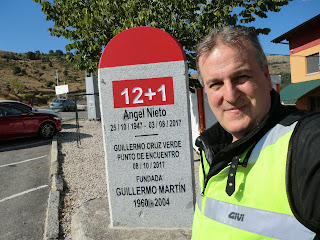 12+1
Angel Nieto
25 / 01 / 1947 - 03 / 08 / 2017
GUILLERMO CRUZ VERDE
PUNTO DE ENCUENTRO
08 / 10 / 2017
FUNDADA
GUILLERMO MARTÍN
1960 - 2004
GIVI